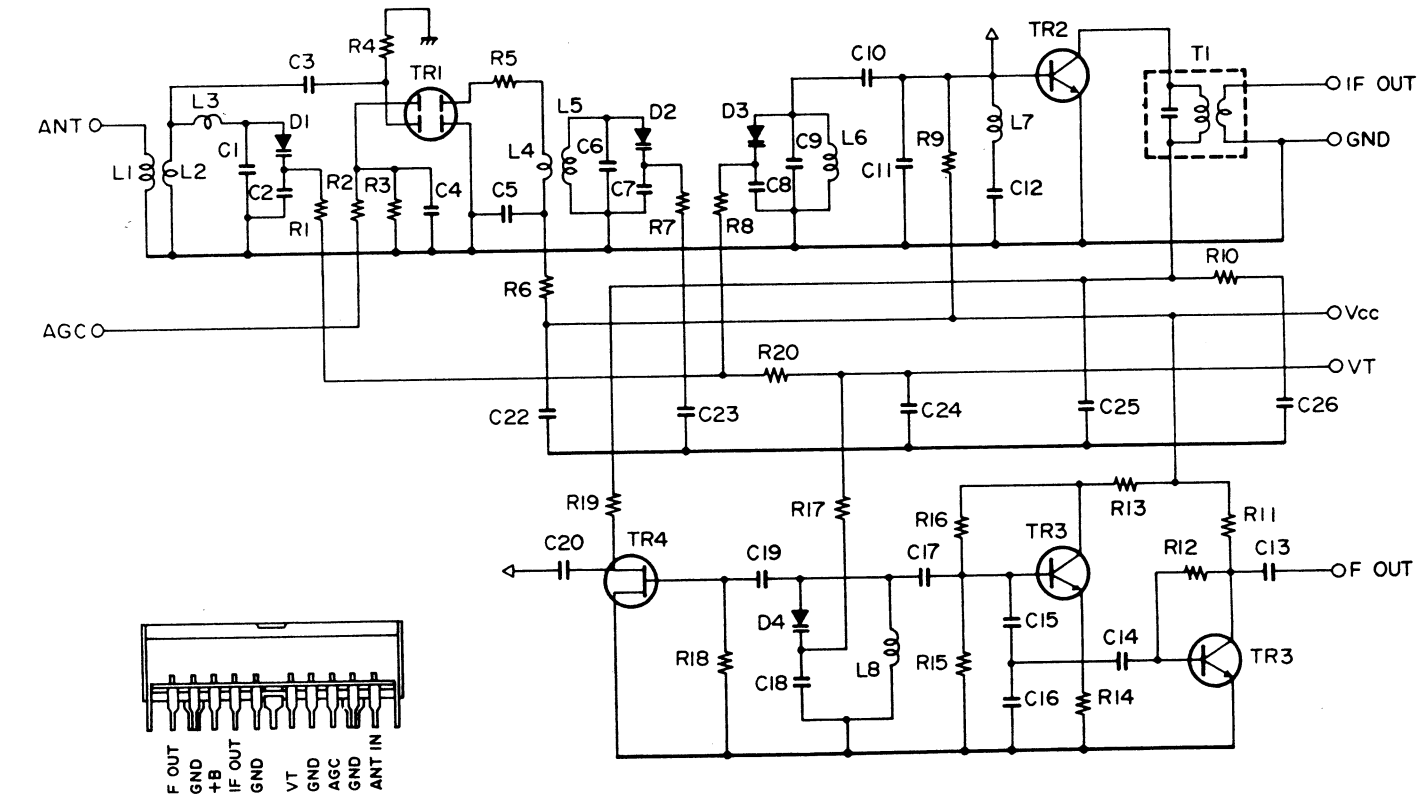 TR2
R4
C10
TR1
R5
T1
C3
L5
D2
D3
IF OUT
L3
D1
ANT
C1
C6
C9
L6
R9
L7
GND
L1
L2
C2
R2
R3
C4
L4
C5
C7
C8
C11
C12
R1
R7
R8
R10
R6
AGC
Vcc
R20
VT
C22
C23
C24
C25
C26
R19
R17
R16
R13
R11
C20
TR4
C19
C17
TR3
R12
C13
F OUT
D4
C15
C14
R18
C18
L8
R15
C16
R14
TR3
F OUT
GND
+B
IF OUT
GND
VT
GND
AGC
GND
ANT IN